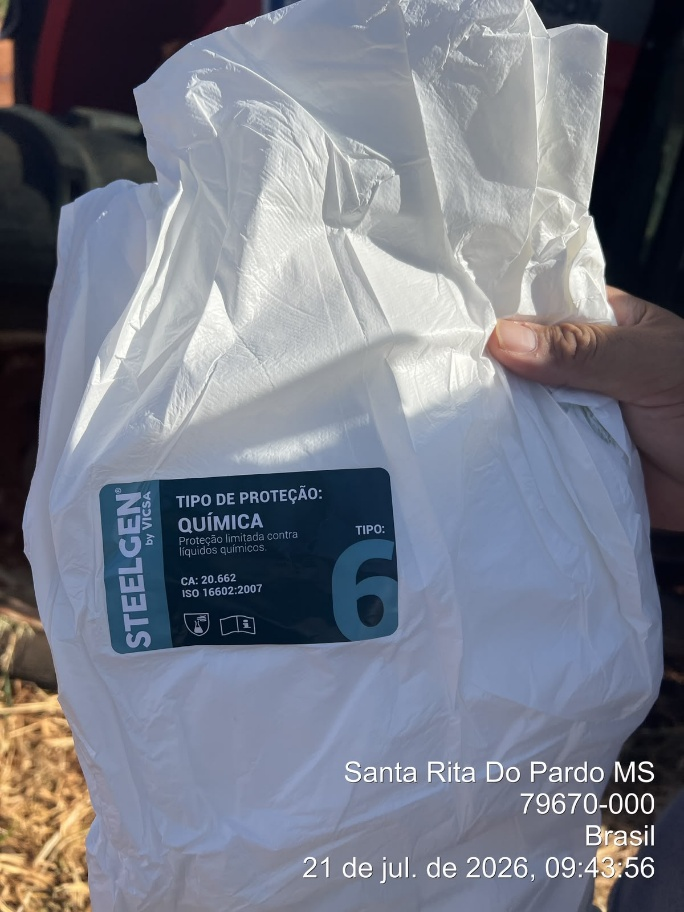 STEELGEN®
by VICSA
TIPO DE PROTEÇÃO:
QUÍMICA
Proteção limitada contra
líquidos químicos.
CA: 20.662
ISO 16602:2007
TIPO:
6
Santa Rita Do Pardo MS
79670-000
Brasil
21 de jul. de 2026, 09:43:56